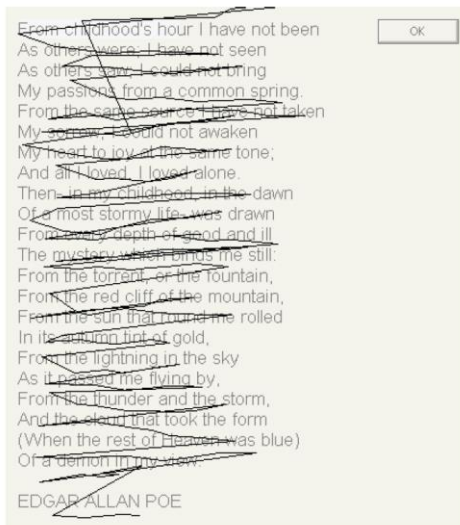 From childhood's hour I have not been
OK
As others were; I have not seen
As others saw; I could not bring
My passions from a common spring.
From the same source I have not taken
My sorrow; I could not awaken
My heart to joy at the same tone;
And all I loved, I loved alone.
Then- in my childhood, in the dawn
Of a most stormy life- was drawn
From every depth of good and ill
The mystery which binds me still:
From the torrent, or the fountain,
From the red cliff of the mountain,
From the sun that round me rolled
In its autumn tint of gold,
From the lightning in the sky
As it passed me flying by,
From the thunder and the storm,
And the cloud that took the form
(When the rest of Heaven was blue)
Of a demon in my view.
EDGAR ALLAN POE